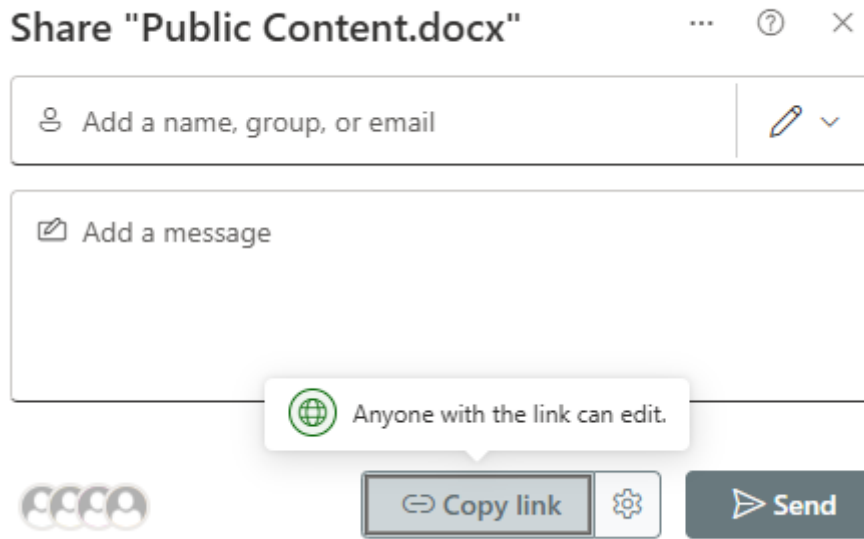 Share "Public Content.docx"
Add a name, group, or email
Add a message
Anyone with the link can edit.
Copy link
Send